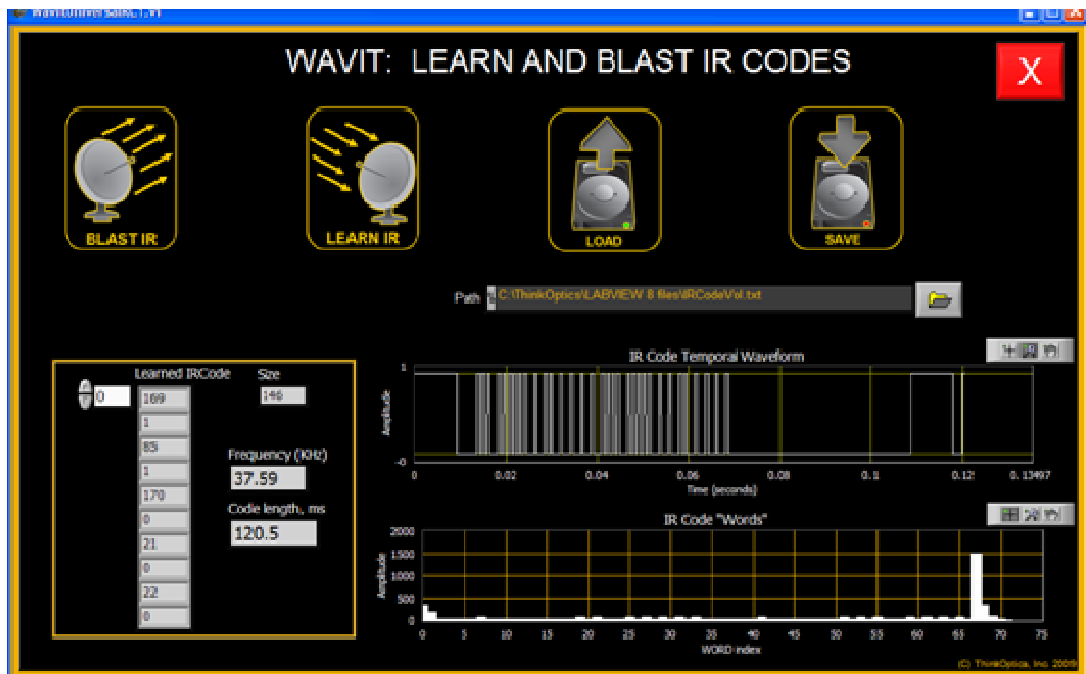 WavitUniversalRC1.vi
WAVIT: LEARN AND BLAST IR CODES
X
BLAST IR
LEARN IR
LOAD
SAVE
Path C:\ThinkOptics\LABVIEW 8 files\IRCodeVol.txt
Learned IRCode Size
0 169 146
1
85
1
170
0
21
0
22
0
Frequency (KHz)
37.59
Code length, ms
120.5
IR Code Temporal Waveform
Amplitude
1
-0
0 0.02 0.04 0.06 0.08 0.1 0.12 0.13497
Time (seconds)
IR Code "Words"
Amplitude
2000
1500
1000
500
0
0 5 10 15 20 25 30 35 40 45 50 55 60 65 70 75
WORD-index
(C) ThinkOptics, Inc. 2009